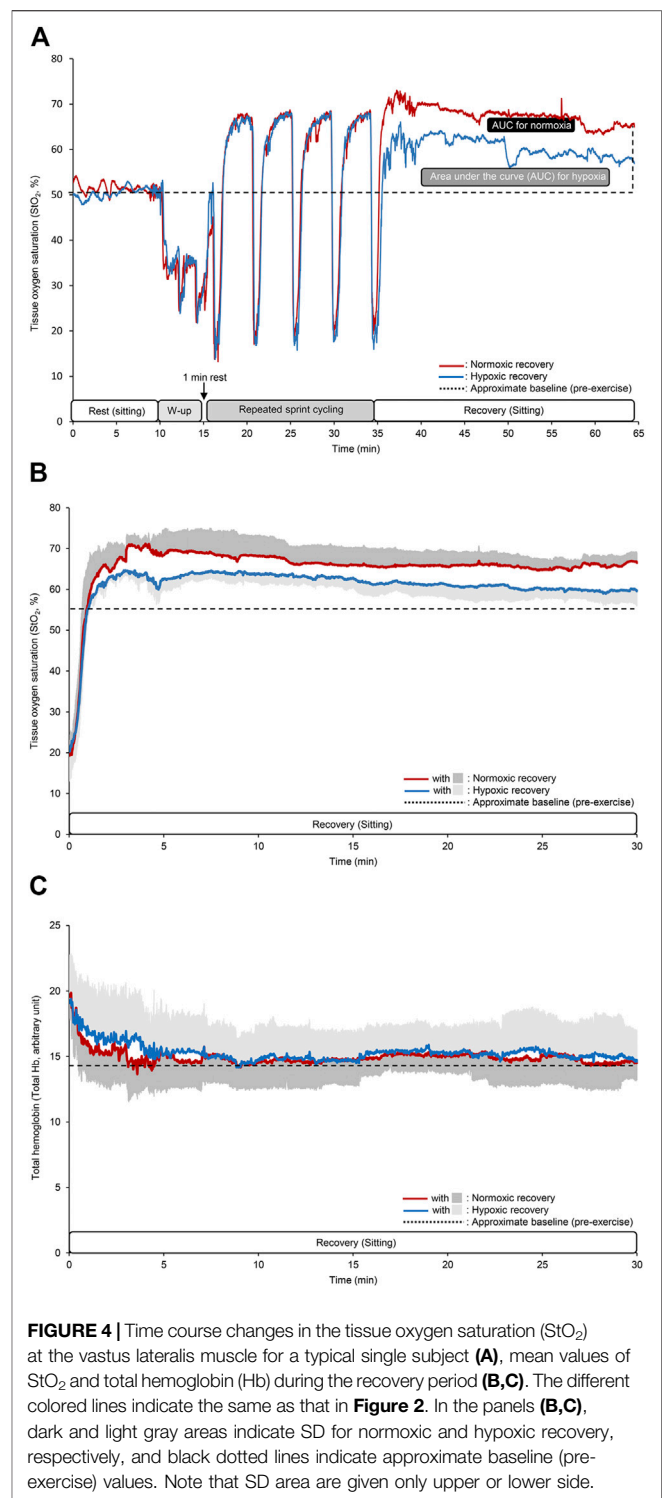 A
80
70
60
50
40
30
20
10
0
Tissue oxygen saturation (StO2, %)
AUC for normoxia
Area under the curve (AUC) for hypoxia
1 min rest
: Normoxic recovery
: Hypoxic recovery
: Approximate baseline (pre-exercise)
Rest (sitting) W-up Repeated sprint cycling Recovery (Sitting)
0 5 10 15 20 25 30 35 40 45 50 55 60 65
Time (min)
B
80
70
60
50
40
30
20
10
0
Tissue oxygen saturation (StO2, %)
with : Normoxic recovery
with : Hypoxic recovery
: Approximate baseline (pre-exercise)
Recovery (Sitting)
0 5 10 15 20 25 30
Time (min)
C
25
20
15
10
5
0
Total hemoglobin (Total Hb, arbitrary unit)
with : Normoxic recovery
with : Hypoxic recovery
: Approximate baseline (pre-exercise)
Recovery (Sitting)
0 5 10 15 20 25 30
Time (min)
FIGURE 4 | Time course changes in the tissue oxygen saturation (StO2)
at the vastus lateralis muscle for a typical single subject (A), mean values of
StO2 and total hemoglobin (Hb) during the recovery period (B,C). The different
colored lines indicate the same as that in Figure 2. In the panels (B,C),
dark and light gray areas indicate SD for normoxic and hypoxic recovery,
respectively, and black dotted lines indicate approximate baseline (pre-
exercise) values. Note that SD area are given only upper or lower side.